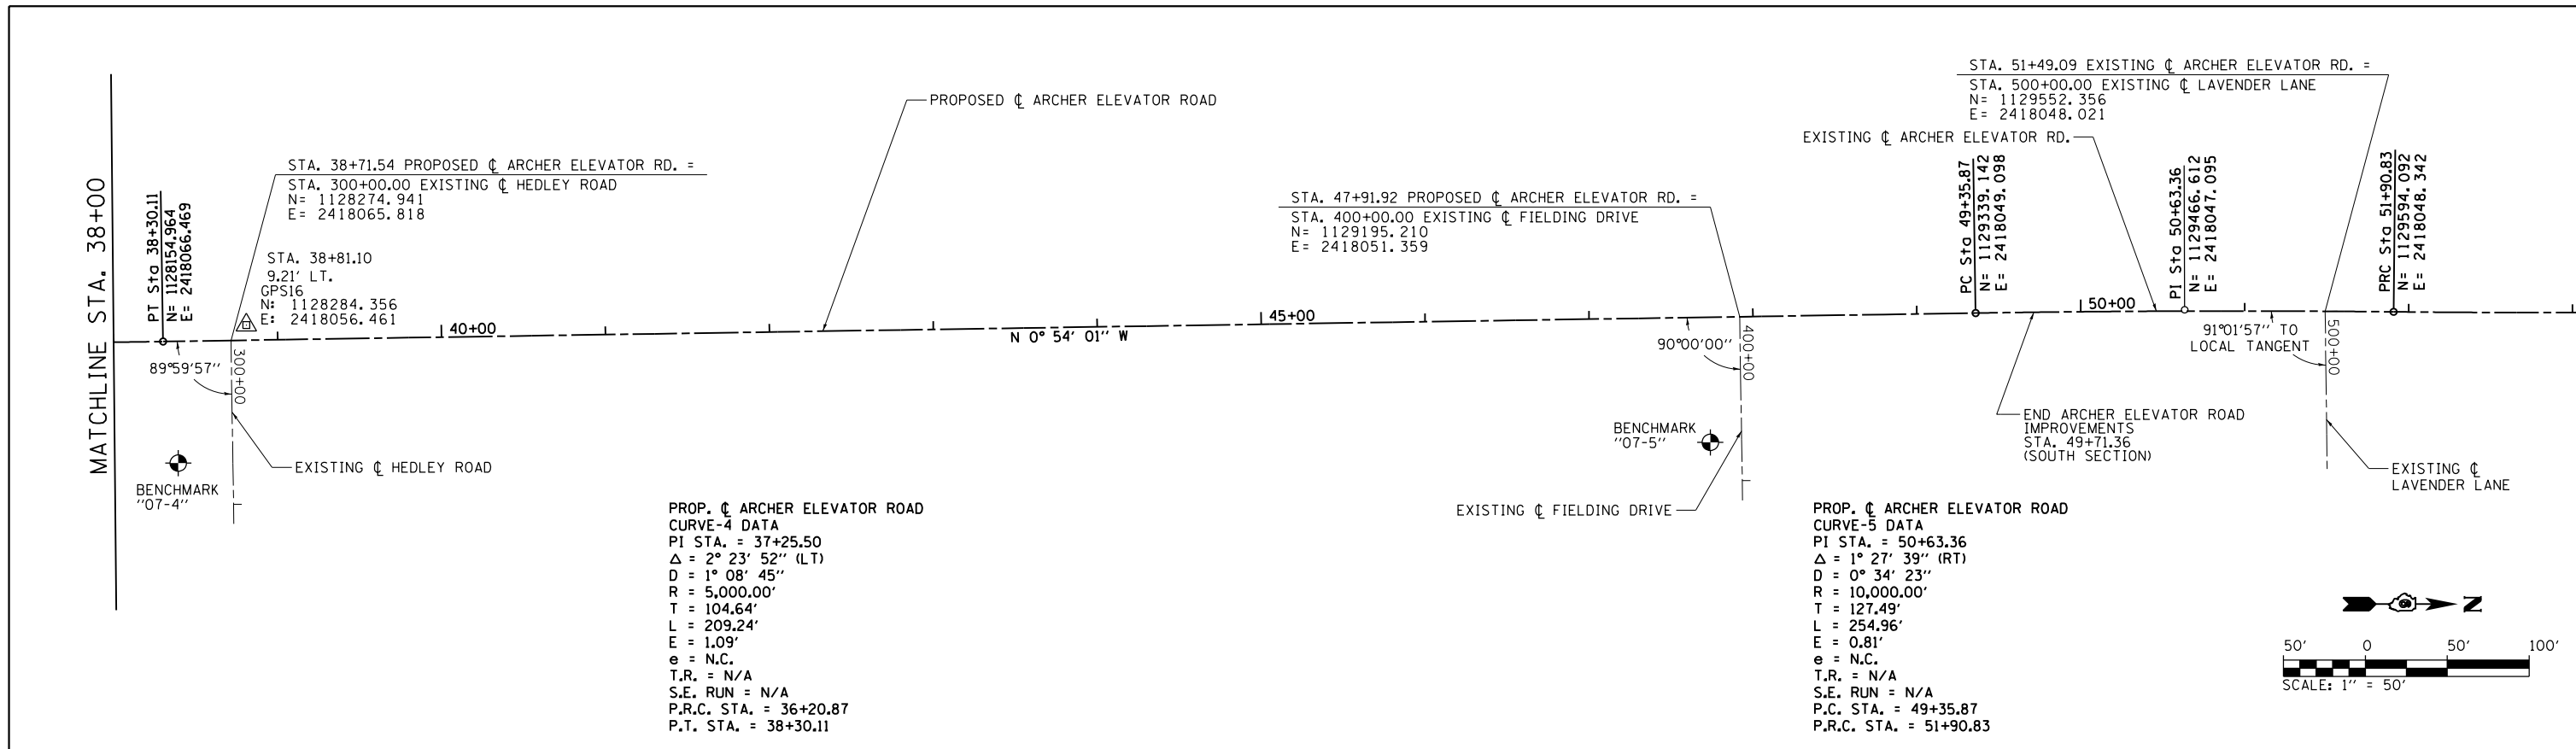 MATCHLINE STA. 38+00
PT Sta 38+30.11
N= 1128154.964
E= 2418066.469
STA. 38+71.54 PROPOSED ℄ ARCHER ELEVATOR RD. =
STA. 300+00.00 EXISTING ℄ HEDLEY ROAD
N= 1128274.941
E= 2418065.818
STA. 38+81.10
9.21' LT.
GPS16
N: 1128284.356
E: 2418056.461
89°59'57"
300+00
40+00
EXISTING ℄ HEDLEY ROAD
BENCHMARK
"07-4"
PROPOSED ℄ ARCHER ELEVATOR ROAD
N 0° 54' 01" W
45+00
STA. 47+91.92 PROPOSED ℄ ARCHER ELEVATOR RD. =
STA. 400+00.00 EXISTING ℄ FIELDING DRIVE
N= 1129195.210
E= 2418051.359
90°00'00"
400+00
BENCHMARK
"07-5"
EXISTING ℄ FIELDING DRIVE
STA. 51+49.09 EXISTING ℄ ARCHER ELEVATOR RD. =
STA. 500+00.00 EXISTING ℄ LAVENDER LANE
N= 1129552.356
E= 2418048.021
EXISTING ℄ ARCHER ELEVATOR RD.
PC Sta 49+35.87
N= 1129339.142
E= 2418049.098
50+00
PI Sta 50+63.36
N= 1129466.612
E= 2418047.095
PRC Sta 51+90.83
N= 1129594.092
E= 2418048.342
91°01'57" TO
LOCAL TANGENT
500+00
END ARCHER ELEVATOR ROAD
IMPROVEMENTS
STA. 49+71.36
(SOUTH SECTION)
EXISTING ℄
LAVENDER LANE
PROP. ℄ ARCHER ELEVATOR ROAD
CURVE-4 DATA
PI STA. = 37+25.50
Δ = 2° 23' 52" (LT)
D = 1° 08' 45"
R = 5,000.00'
T = 104.64'
L = 209.24'
E = 1.09'
e = N.C.
T.R. = N/A
S.E. RUN = N/A
P.R.C. STA. = 36+20.87
P.T. STA. = 38+30.11
PROP. ℄ ARCHER ELEVATOR ROAD
CURVE-5 DATA
PI STA. = 50+63.36
Δ = 1° 27' 39" (RT)
D = 0° 34' 23"
R = 10,000.00'
T = 127.49'
L = 254.96'
E = 0.81'
e = N.C.
T.R. = N/A
S.E. RUN = N/A
P.C. STA. = 49+35.87
P.R.C. STA. = 51+90.83
N
50' 0 50' 100'
SCALE: 1" = 50'